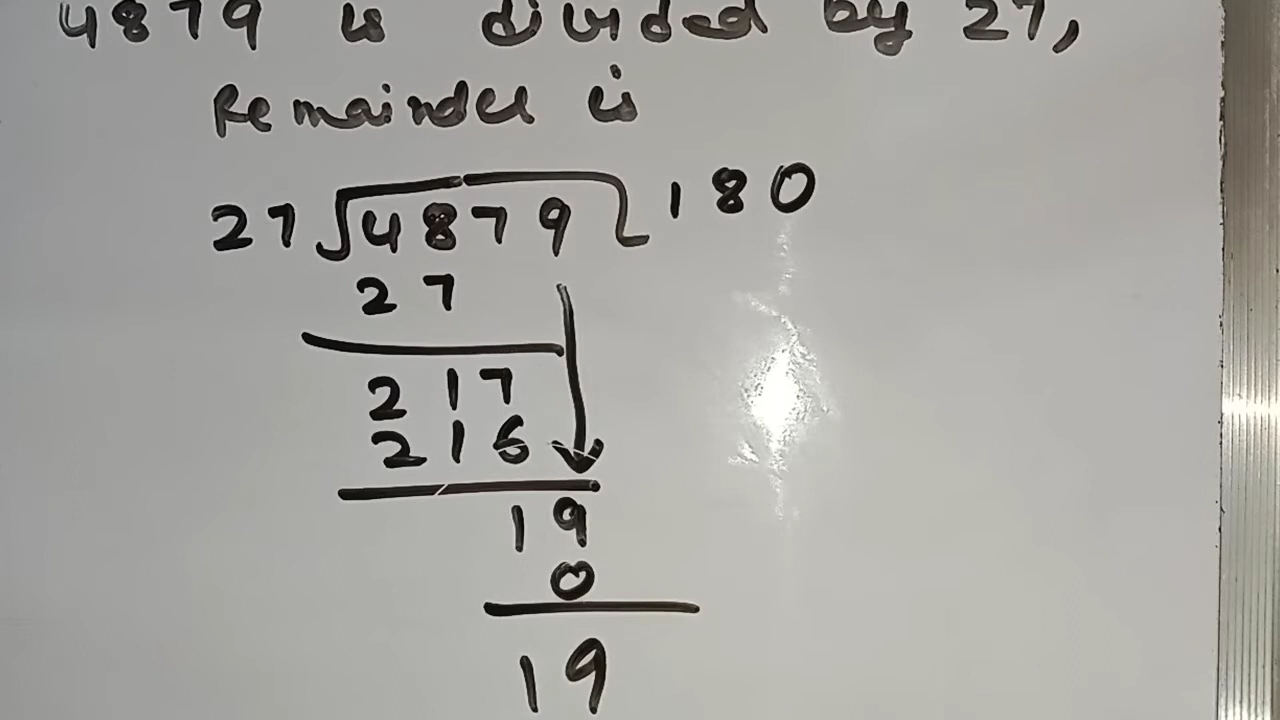 4879 is divided by 27,
Remainder is
27 4879 180
27
217
216
19
0
19